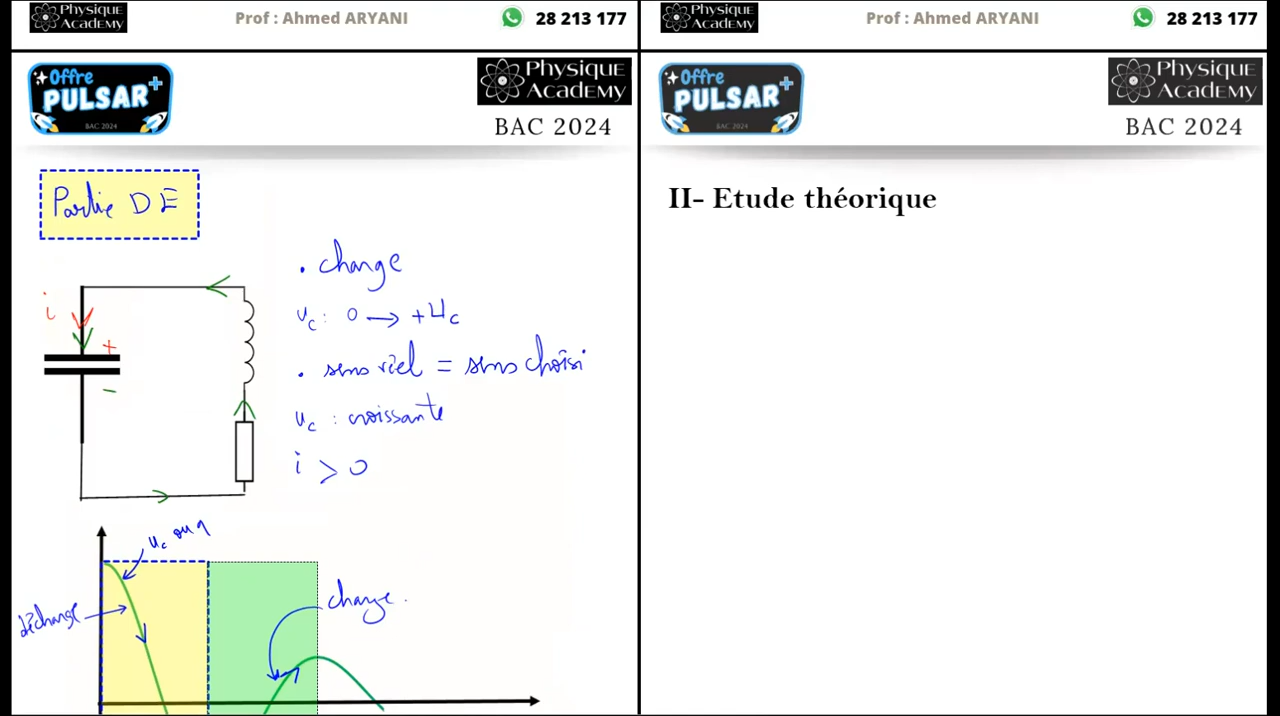 PHYSIQUE
ACADEMY
Prof : Ahmed ARYANI
28 213 177
Offre
PULSAR+
BAC 2024
PHYSIQUE
ACADEMY
BAC 2024
Partie D E
. charge
uc : 0 → +Uc
. sens réel = sens choisi
uc : croissante
i > 0
i
+
-
uc ou q
décharge
charge .
PHYSIQUE
ACADEMY
Prof : Ahmed ARYANI
28 213 177
Offre
PULSAR+
BAC 2024
PHYSIQUE
ACADEMY
BAC 2024
II- Etude théorique